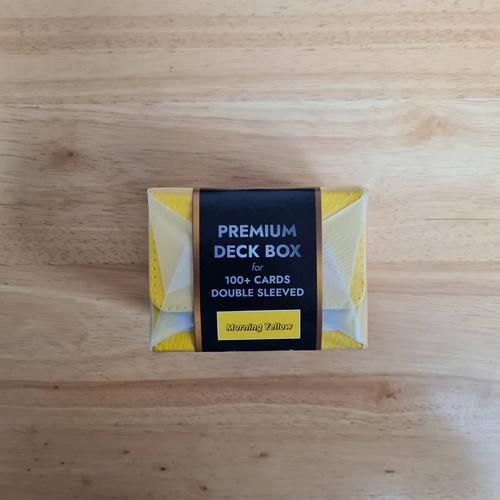 PREMIUM
DECK BOX
for
100+ CARDS
DOUBLE SLEEVED
Morning Yellow